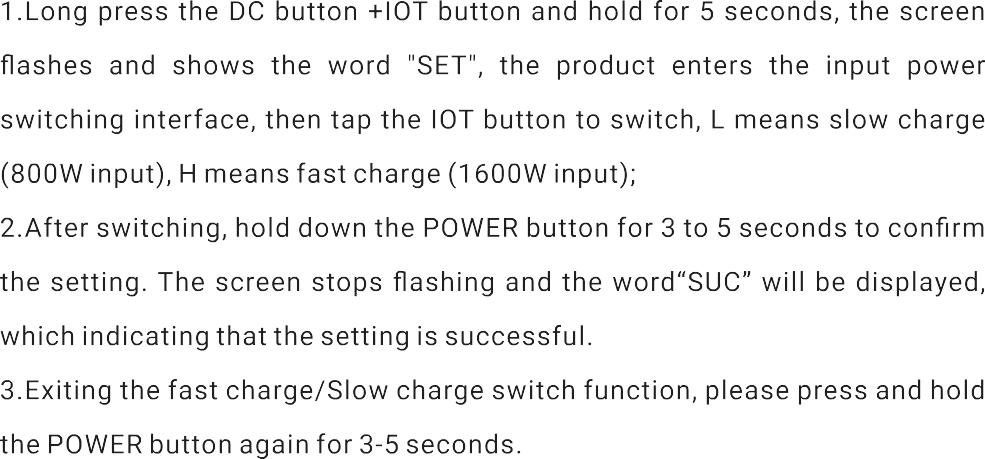 1.Long press the DC button +IOT button and hold for 5 seconds, the screen
flashes and shows the word "SET", the product enters the input power
switching interface, then tap the IOT button to switch, L means slow charge
(800W input), H means fast charge (1600W input);
2.After switching, hold down the POWER button for 3 to 5 seconds to confirm
the setting. The screen stops flashing and the word“SUC” will be displayed,
which indicating that the setting is successful.
3.Exiting the fast charge/Slow charge switch function, please press and hold
the POWER button again for 3-5 seconds.